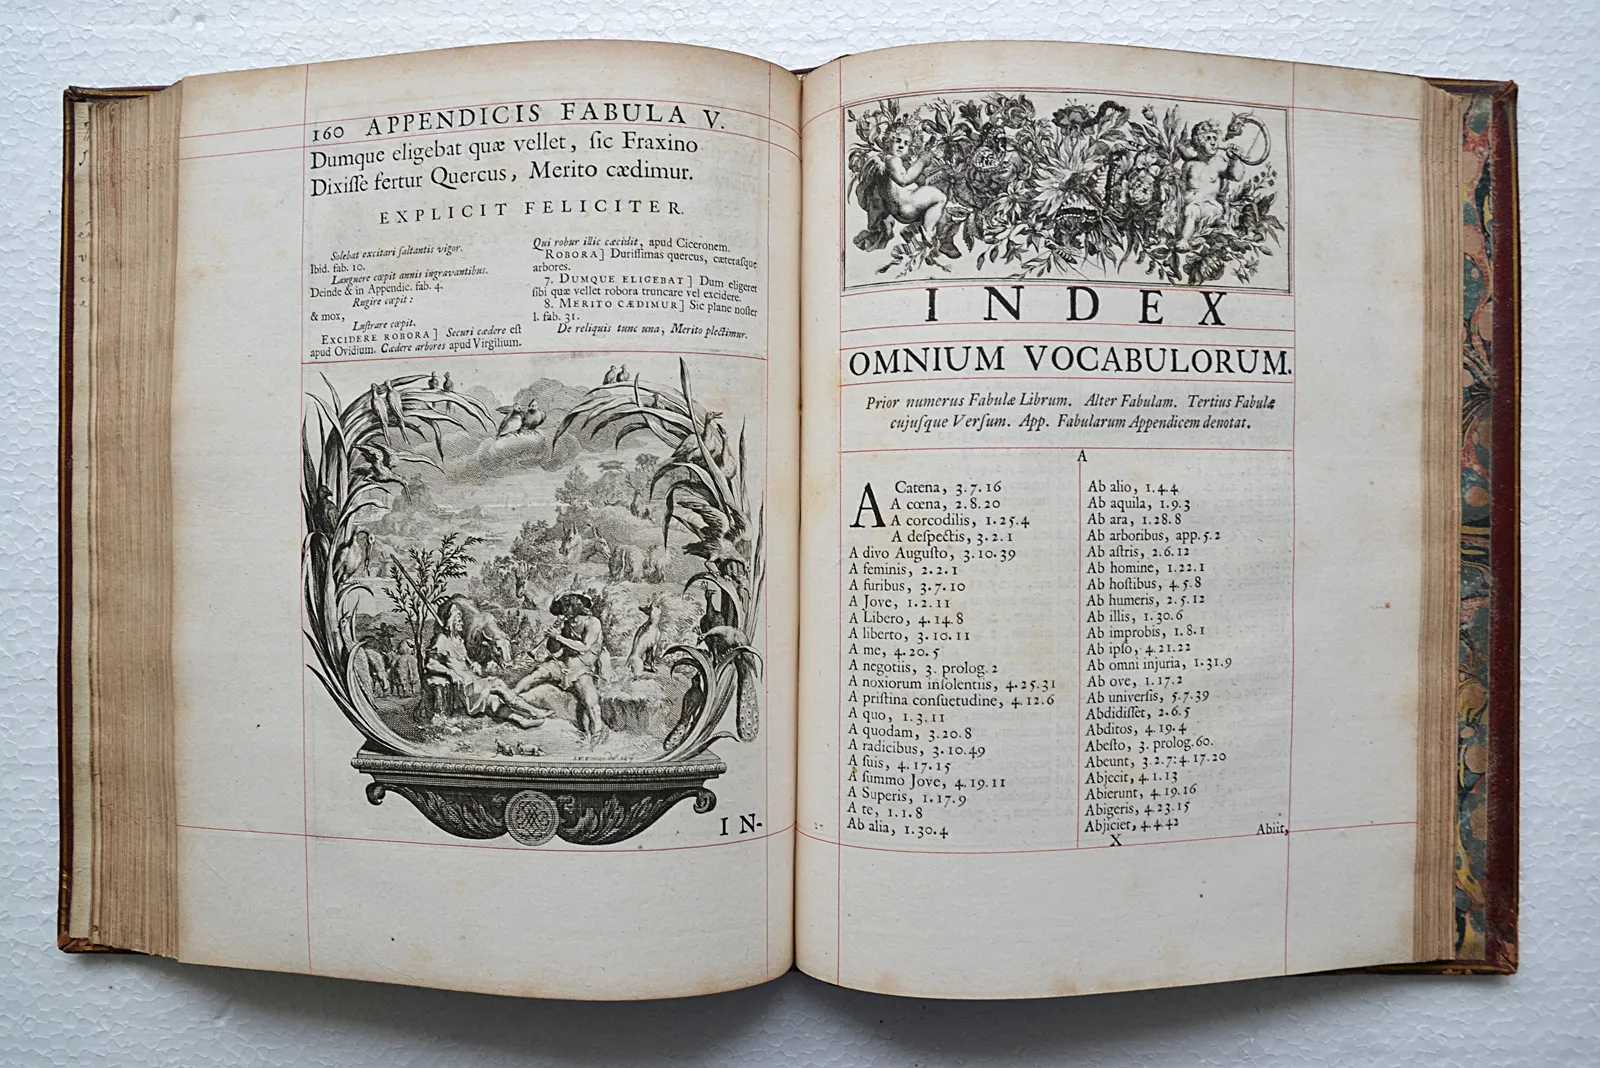 160 APPENDICIS FABULA V.
Dumque eligebat quæ vellet, ſic Fraxino
Dixiſſe fertur Quercus, Merito cædimur.
EXPLICIT FELICITER.
Solebat excitari ſaltantis vigor.
Ibid. fab. 10.
Languere cœpit annis ingravantibus.
Deinde & in Appendic. fab. 4.
Rugire cœpit:
& mox,
Luſtrare cœpit.
EXCIDERE ROBORA] Securi cædere eſt
apud Ovidium. Cædere arbores apud Virgilium.
Qui robur illic cæcidit, apud Ciceronem.
ROBORA] Duriſſimas quercus, cæteraſque
arbores.
7. DUMQUE ELIGEBAT] Dum eligeret
ſibi quæ vellet robora truncare vel excidere.
8. MERITO CÆDIMUR] Sic plane noſter
l. fab. 31.
De reliquis tunc una, Merito plectimur.
IN-
INDEX
OMNIUM VOCABULORUM.
Prior numerus Fabulæ Librum. Alter Fabulam. Tertius Fabulæ
cujuſque Verſum. App. Fabularum Appendicem denotat.
A
A Catena, 3.7.16
A cœna, 2.8.20
A corcodilis, 1.25.4
A deſpectis, 3.2.1
A divo Auguſto, 3.10.39
A feminis, 2.2.1
A furibus, 3.7.10
A Jove, 1.2.11
A Libero, 4.14.8
A liberto, 3.10.11
A me, 4.20.5
A negotiis, 3. prolog. 2
A noxiorum inſolentiis, 4.25.31
A priſtina conſuetudine, 4.12.6
A quo, 1.3.11
A quodam, 3.20.8
A radicibus, 3.10.49
A ſuis, 4.17.15
A ſummo Jove, 4.19.11
A Superis, 1.17.9
A te, 1.1.8
Ab alia, 1.30.4
Ab alio, 1.4.4
Ab aquila, 1.9.3
Ab ara, 1.28.8
Ab arboribus, app.5.2
Ab aſtris, 2.6.12
Ab homine, 1.22.1
Ab hoſtibus, 4.5.8
Ab humeris, 2.5.12
Ab illis, 1.30.6
Ab improbis, 1.8.1
Ab ipſo, 4.21.22
Ab omni injuria, 1.31.9
Ab ove, 1.17.2
Ab univerſis, 5.7.39
Abdidiſſet, 2.6.5
Abditos, 4.19.4
Abeſto, 3. prolog. 60.
Abeunt, 3.2.7: 4.17.20
Abjecit, 4.1.13
Abierunt, 4.19.16
Abigeris, 4.23.15
Abjiciet, 4.4.42
X
Abiit,